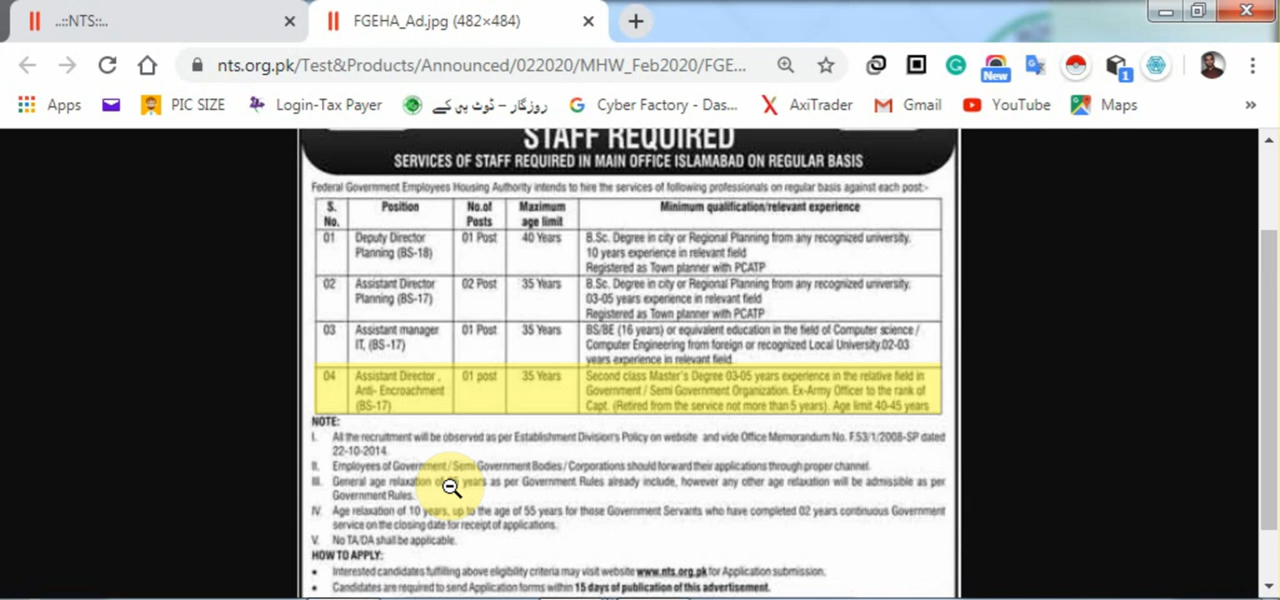 ..::NTS::..
FGEHA_Ad.jpg (482×484)
nts.org.pk/Test&Products/Announced/022020/MHW_Feb2020/FGE...
New
1
Apps
PIC SIZE
Login-Tax Payer
روزگار – ٹوٹ پی کے
Cyber Factory - Das...
AxiTrader
Gmail
YouTube
Maps
»
STAFF REQUIRED
SERVICES OF STAFF REQUIRED IN MAIN OFFICE ISLAMABAD ON REGULAR BASIS
Federal Government Employees Housing Authority intends to hire the services of following professionals on regular basis against each post:-
S. No. Position No.of Posts Maximum age limit Minimum qualification/relevant experience
01 Deputy Director Planning (BS-18) 01 Post 40 Years B.Sc. Degree in city or Regional Planning from any recognized university.
10 years experience in relevant field
Registered as Town planner with PCATP
02 Assistant Director Planning (BS-17) 02 Post 35 Years B.Sc. Degree in city or Regional Planning from any recognized university.
03-05 years experience in relevant field
Registered as Town planner with PCATP
03 Assistant manager IT, (BS-17) 01 Post 35 Years BS/BE (16 years) or equivalent education in the field of Computer science /
Computer Engineering from foreign or recognized Local University.02-03
years experience in relevant field
04 Assistant Director , Anti- Encroachment (BS-17) 01 post 35 Years Second class Master's Degree 03-05 years experience in the relative field in
Government / Semi Government Organization. Ex-Army Officer to the rank of
Capt. (Retired from the service not more than 5 years). Age limit 40-45 years
NOTE:
I. All the recruitment will be observed as per Establishment Division's Policy on website and vide Office Memorandum No. F.53/1/2008-SP dated
22-10-2014.
II. Employees of Government / Semi Government Bodies / Corporations should forward their applications through proper channel.
III. General age relaxation of years as per Government Rules already include, however any other age relaxation will be admissible as per
Government Rules.
IV. Age relaxation of 10 years, up to the age of 55 years for those Government Servants who have completed 02 years continuous Government
service on the closing date for receipt of applications.
V. No TA/DA shall be applicable.
HOW TO APPLY:
• Interested candidates fulfilling above eligibility criteria may visit website www.nts.org.pk for Application submission.
• Candidates are required to send Application forms within 15 days of publication of this advertisement.